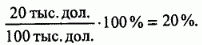 20 тыс. дол.
100 тыс. дол. · 100 % = 20 %.